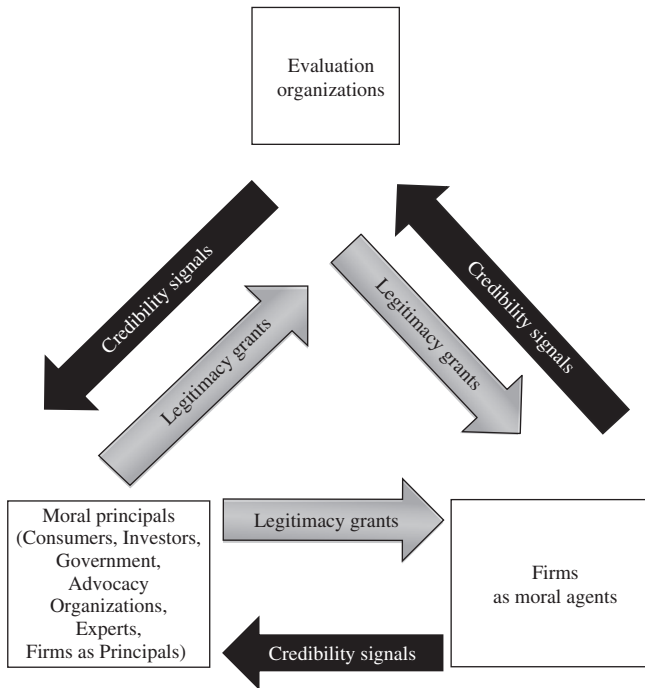 Evaluation
organizations
Credibility signals
Legitimacy grants
Legitimacy grants
Credibility signals
Moral principals
(Consumers, Investors,
Government,
Advocacy
Organizations,
Experts,
Firms as Principals)
Legitimacy grants
Firms
as moral agents
Credibility signals